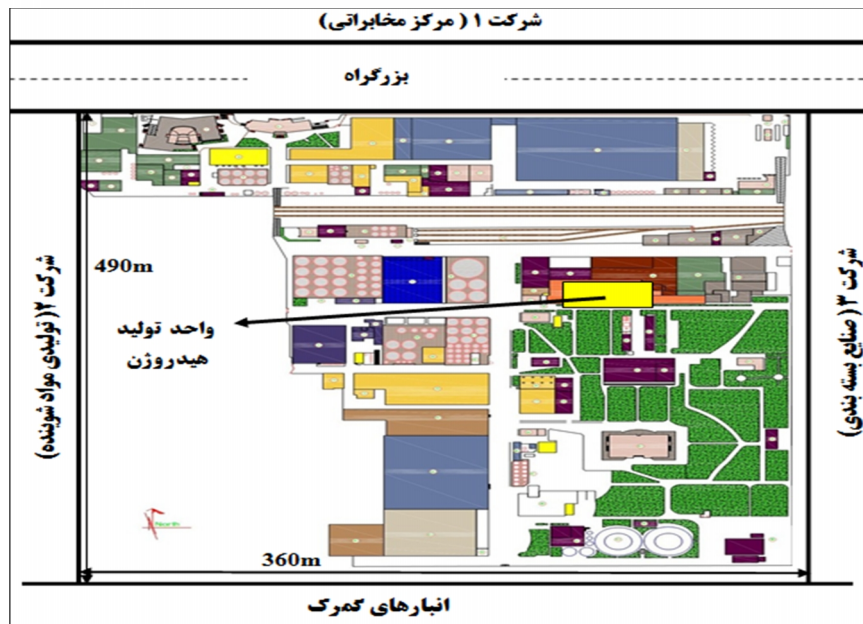 شرکت ۱ ( مرکز مخابراتی)
بزرگراه
شرکت ۲( تولیدی مواد شوینده)
490m
واحد تولید
هیدروژن
شرکت ۳ ( صنایع بسته بندی)
North
360m
انبارهای گمرک